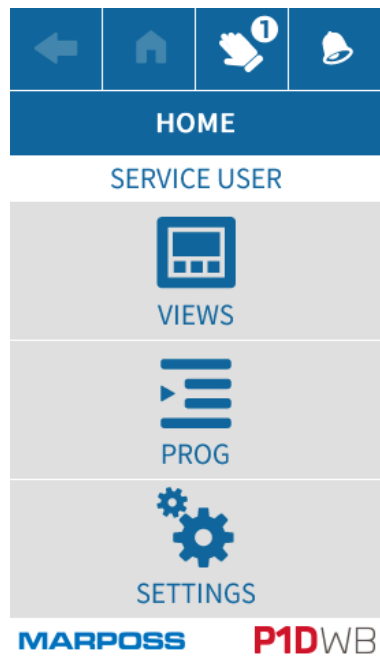 1
HOME
SERVICE USER
VIEWS
PROG
SETTINGS
MARPOSS P1DWB